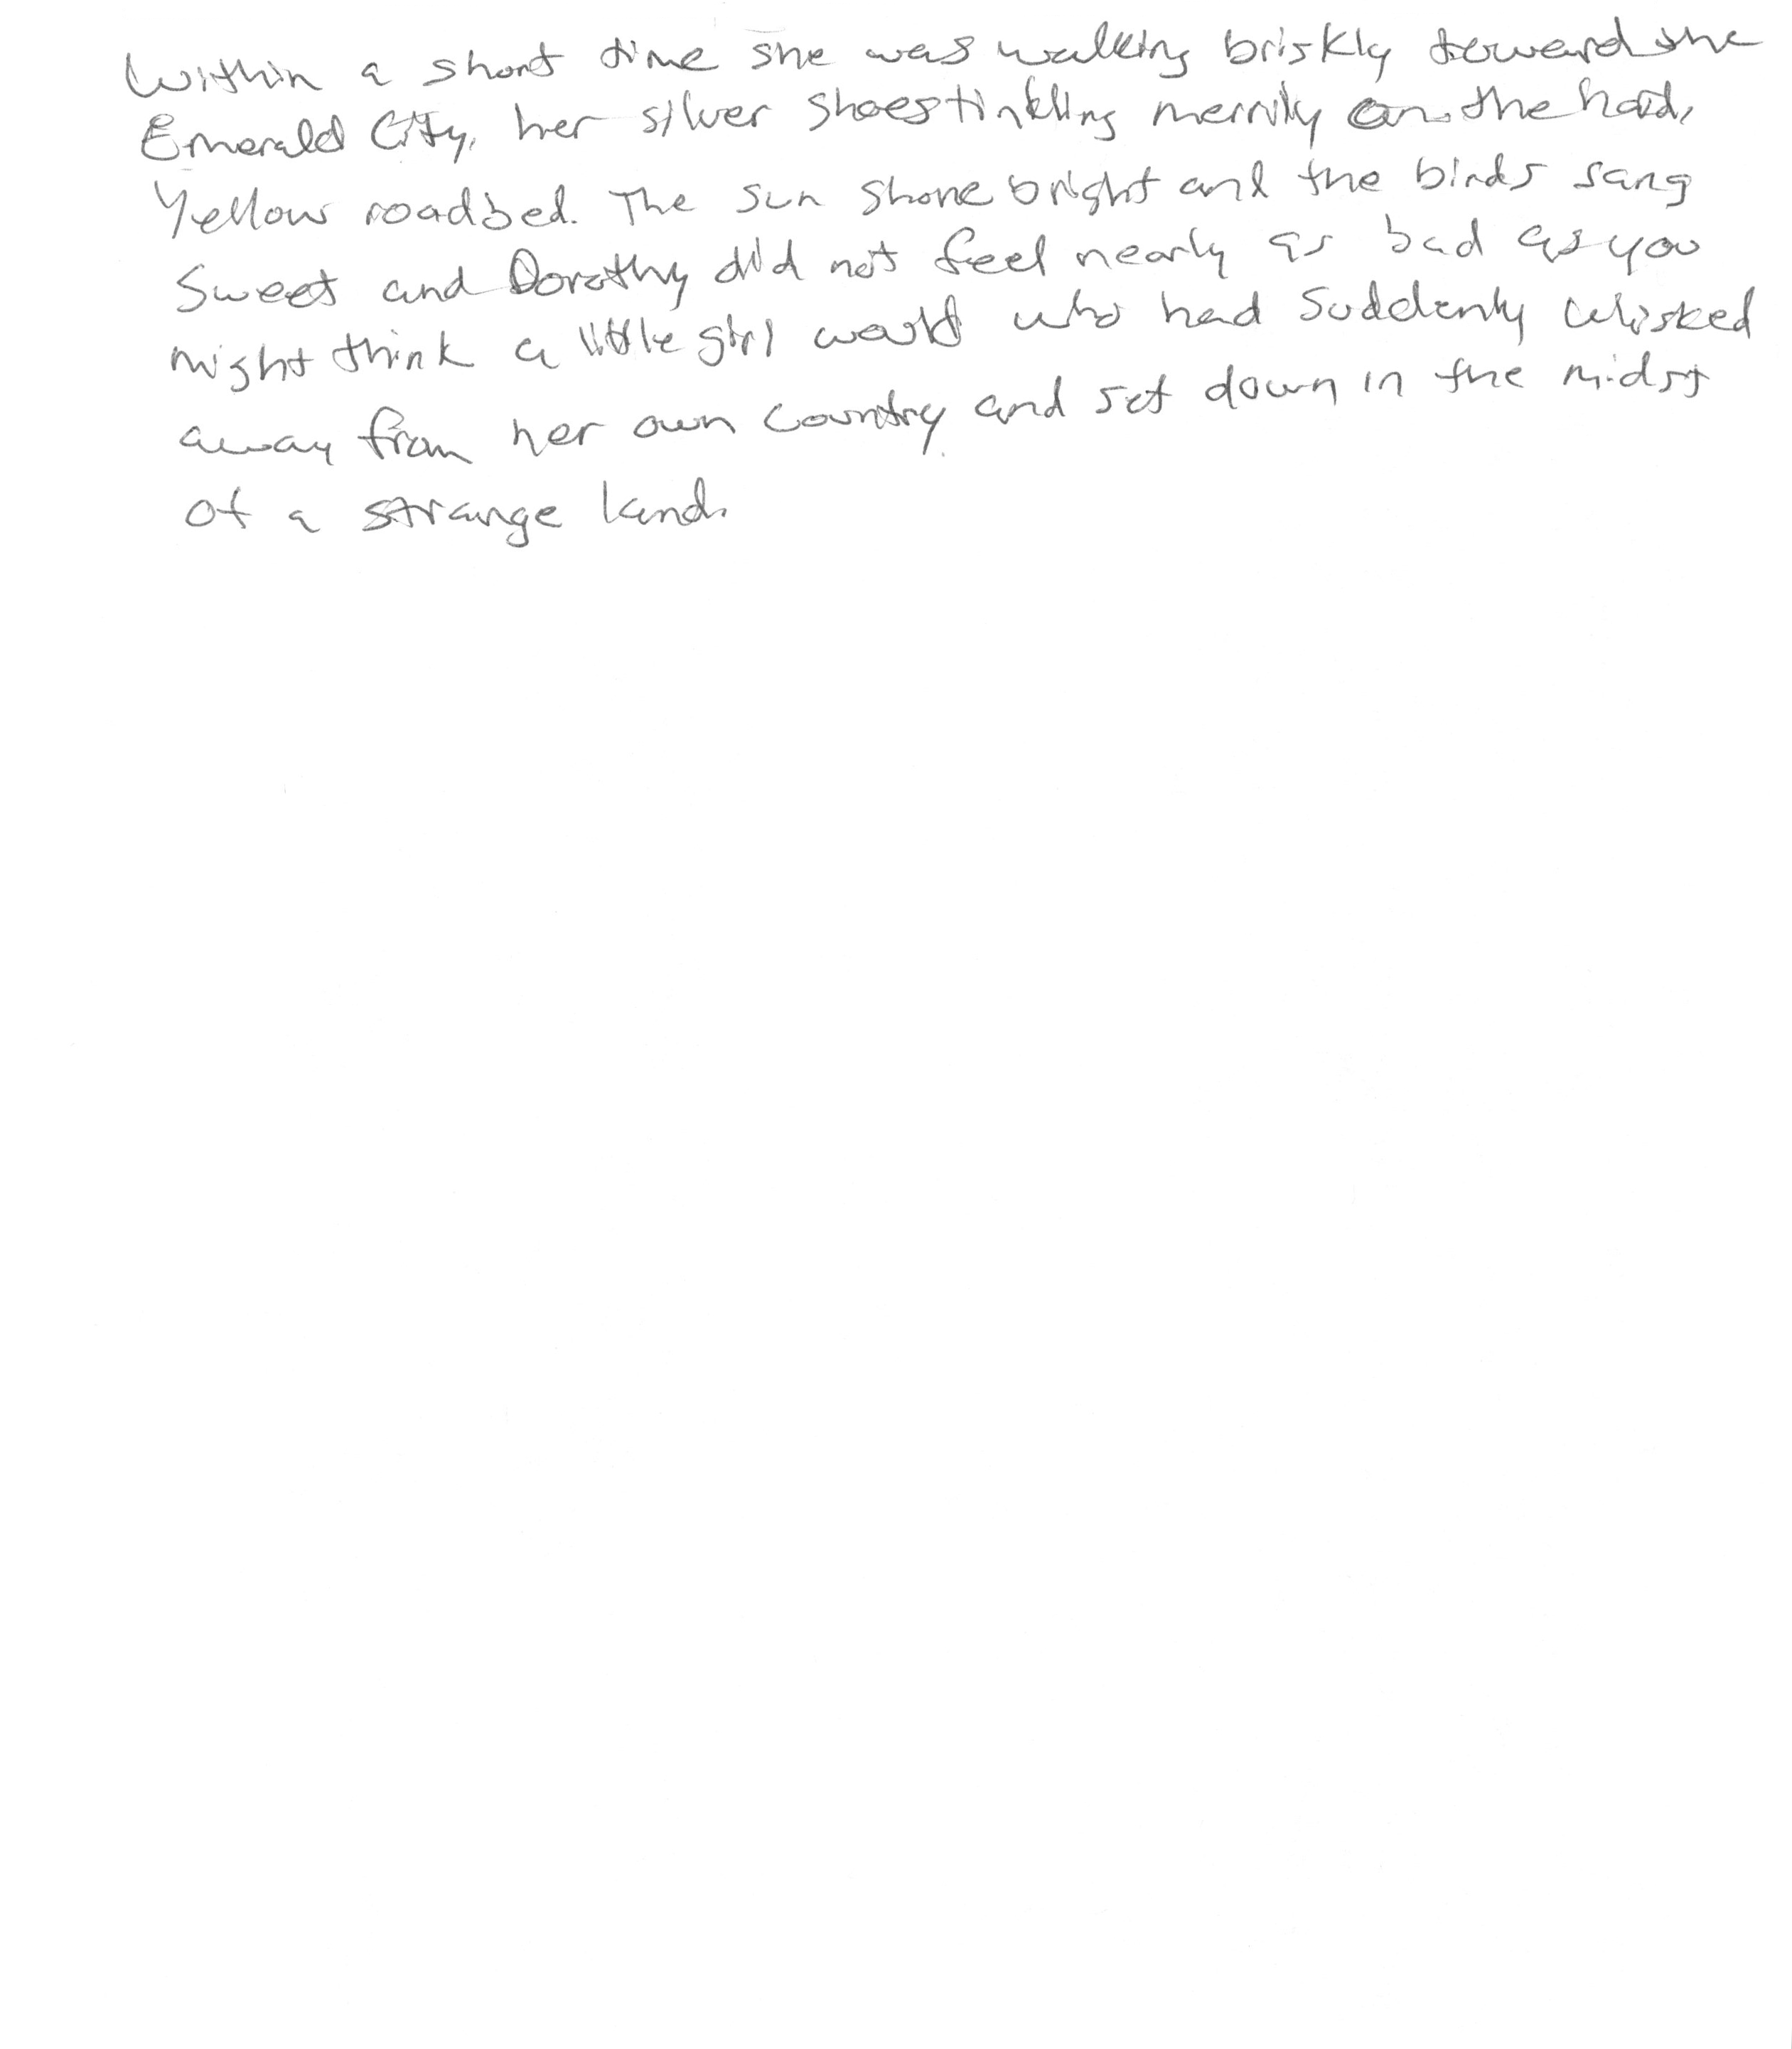 Within a short time she was walking briskly toward the
Emerald City, her silver shoes tinkling merrily on the hard,
Yellow roadbed. The sun shone bright and the birds sang
Sweet and Dorothy did not feel nearly as bad as you
might think a little girl would who had suddenly whisked
away from her own country and set down in the midst
of a strange land.